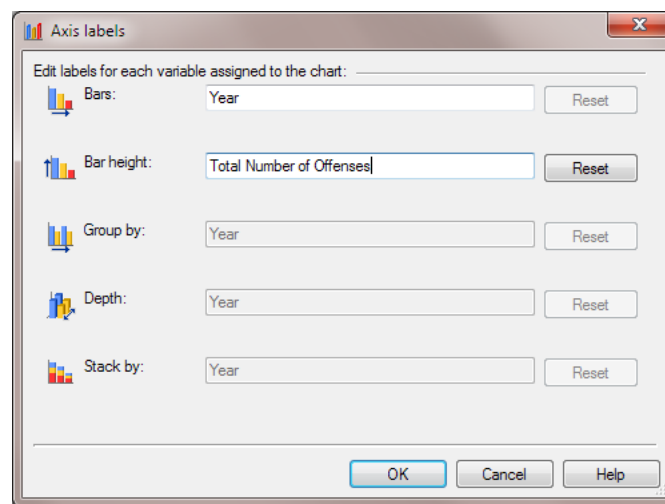 Axis labels
Edit labels for each variable assigned to the chart:
Bars: Year Reset
Bar height: Total Number of Offenses Reset
Group by: Year Reset
Depth: Year Reset
Stack by: Year Reset
OK Cancel Help